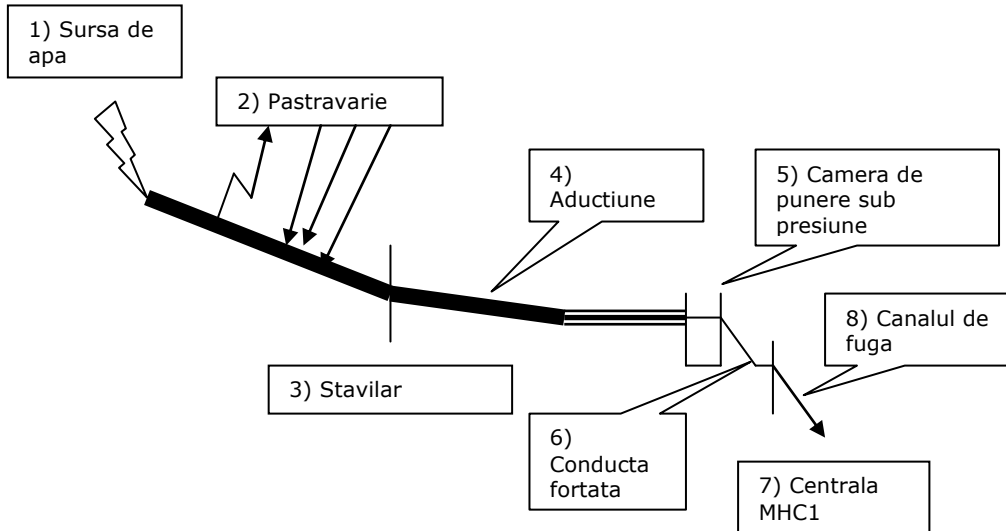 1) Sursa de
apa
2) Pastravarie
3) Stavilar
4)
Aductiune
5) Camera de
punere sub
presiune
6)
Conducta
fortata
7) Centrala
MHC1
8) Canalul de
fuga